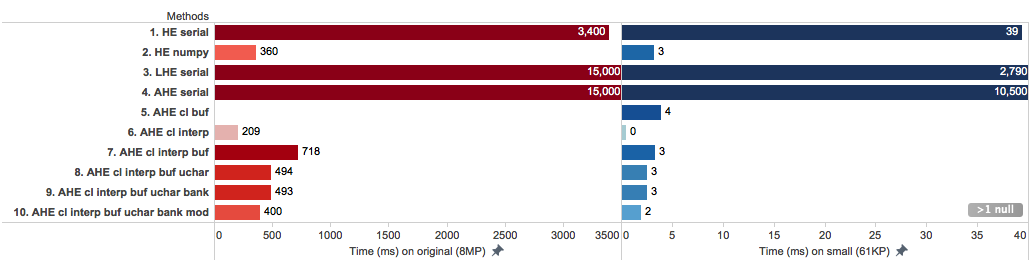 Methods
1. HE serial 3,400 39
2. HE numpy 360 3
3. LHE serial 15,000 2,790
4. AHE serial 15,000 10,500
5. AHE cl buf 4
6. AHE cl interp 209 0
7. AHE cl interp buf 718 3
8. AHE cl interp buf uchar 494 3
9. AHE cl interp buf uchar bank 493 3
10. AHE cl interp buf uchar bank mod 400 2
>1 null
0 500 1000 1500 2000 2500 3000 3500 0 5 10 15 20 25 30 35 40
Time (ms) on original (8MP) Time (ms) on small (61KP)